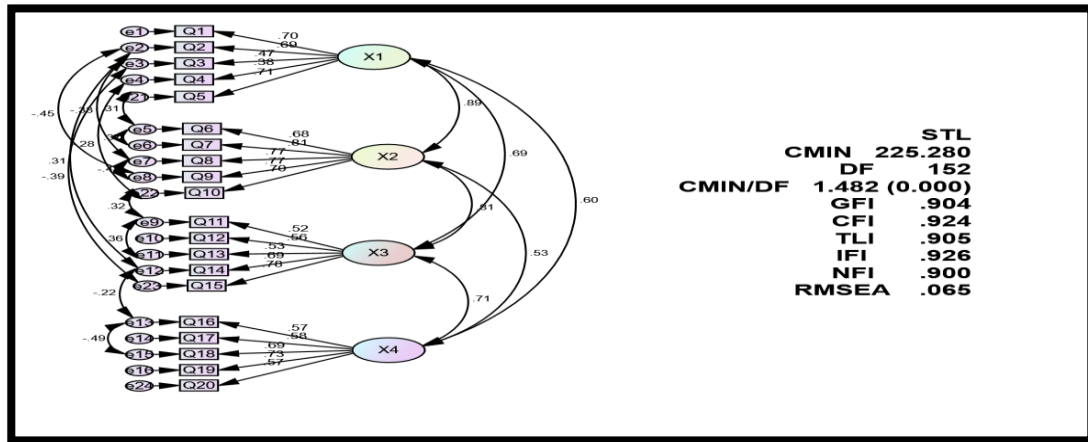 e1 Q1 .70
e2 Q2 .69
e3 Q3 .47 X1
e4 Q4 .38
e21 Q5 .71
-.45 .31 .89
e5 Q6 .68
e6 Q7 .81
e7 Q8 .77 X2
.28 e8 Q9 .77
e22 Q10 .70
.31 .69
-.39 .60
.32 .81
e9 Q11 .52
e10 Q12 .56
.36 e11 Q13 .53 X3 .53
e12 Q14 .69
e23 Q15 .78
-.22 .71
e13 Q16 .57
e14 Q17 .58
-.49 e15 Q18 .69 X4
e16 Q19 .73
e24 Q20 .57
STL
CMIN 225.280
DF 152
CMIN/DF 1.482 (0.000)
GFI .904
CFI .924
TLI .905
IFI .926
NFI .900
RMSEA .065